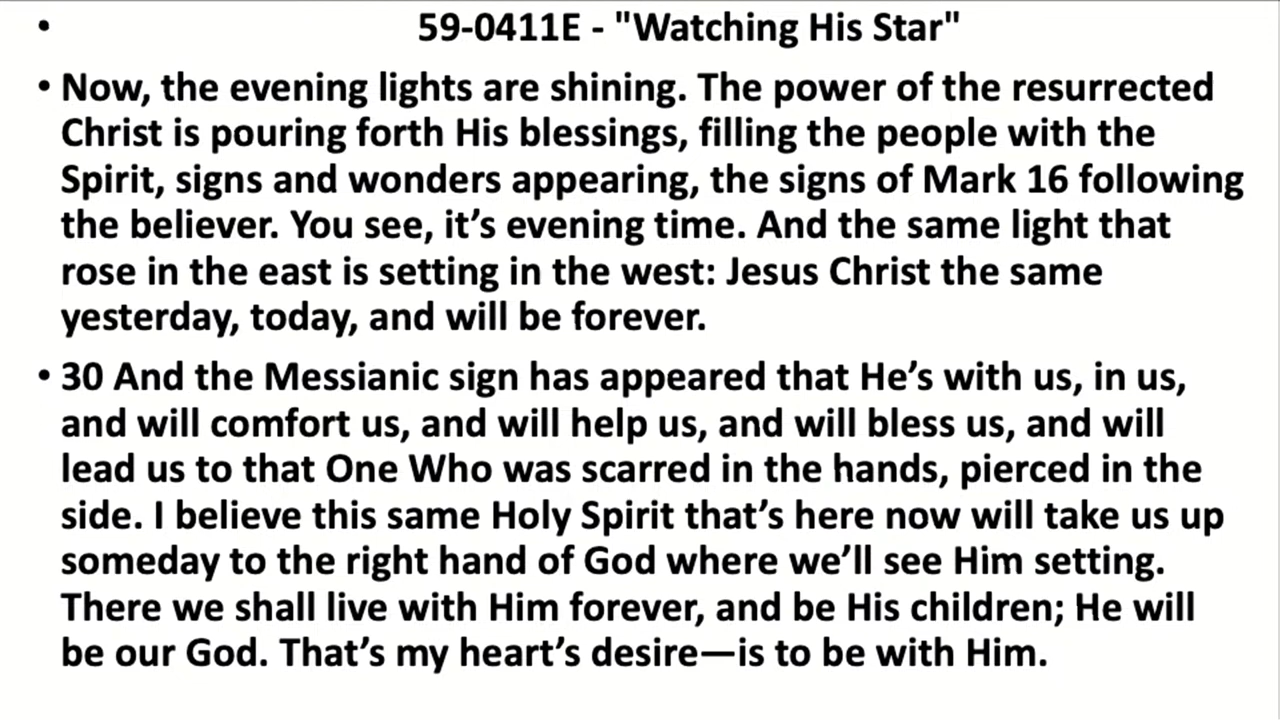 • 59-0411E - "Watching His Star"
• Now, the evening lights are shining. The power of the resurrected
Christ is pouring forth His blessings, filling the people with the
Spirit, signs and wonders appearing, the signs of Mark 16 following
the believer. You see, it’s evening time. And the same light that
rose in the east is setting in the west: Jesus Christ the same
yesterday, today, and will be forever.
• 30 And the Messianic sign has appeared that He’s with us, in us,
and will comfort us, and will help us, and will bless us, and will
lead us to that One Who was scarred in the hands, pierced in the
side. I believe this same Holy Spirit that’s here now will take us up
someday to the right hand of God where we’ll see Him setting.
There we shall live with Him forever, and be His children; He will
be our God. That’s my heart’s desire—is to be with Him.